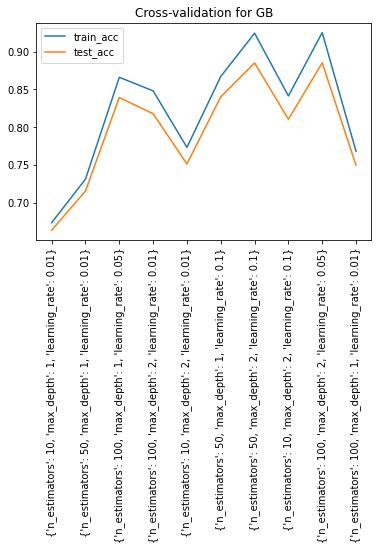 Cross-validation for GB
train_acc
test_acc
0.90
0.85
0.80
0.75
0.70
{'n_estimators': 10, 'max_depth': 1, 'learning_rate': 0.01}
{'n_estimators': 50, 'max_depth': 1, 'learning_rate': 0.01}
{'n_estimators': 100, 'max_depth': 1, 'learning_rate': 0.05}
{'n_estimators': 100, 'max_depth': 2, 'learning_rate': 0.01}
{'n_estimators': 10, 'max_depth': 2, 'learning_rate': 0.01}
{'n_estimators': 50, 'max_depth': 1, 'learning_rate': 0.1}
{'n_estimators': 50, 'max_depth': 2, 'learning_rate': 0.1}
{'n_estimators': 10, 'max_depth': 2, 'learning_rate': 0.1}
{'n_estimators': 100, 'max_depth': 2, 'learning_rate': 0.05}
{'n_estimators': 100, 'max_depth': 1, 'learning_rate': 0.01}